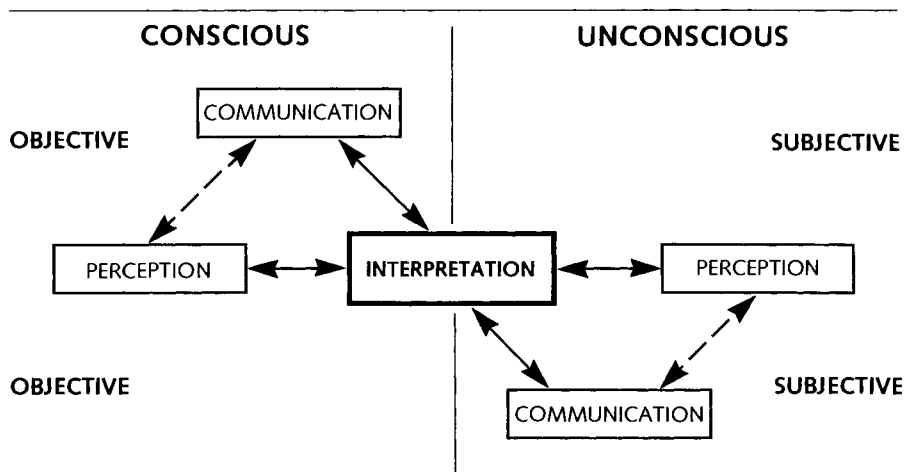 CONSCIOUS
UNCONSCIOUS
COMMUNICATION
OBJECTIVE
SUBJECTIVE
PERCEPTION
INTERPRETATION
PERCEPTION
OBJECTIVE
SUBJECTIVE
COMMUNICATION